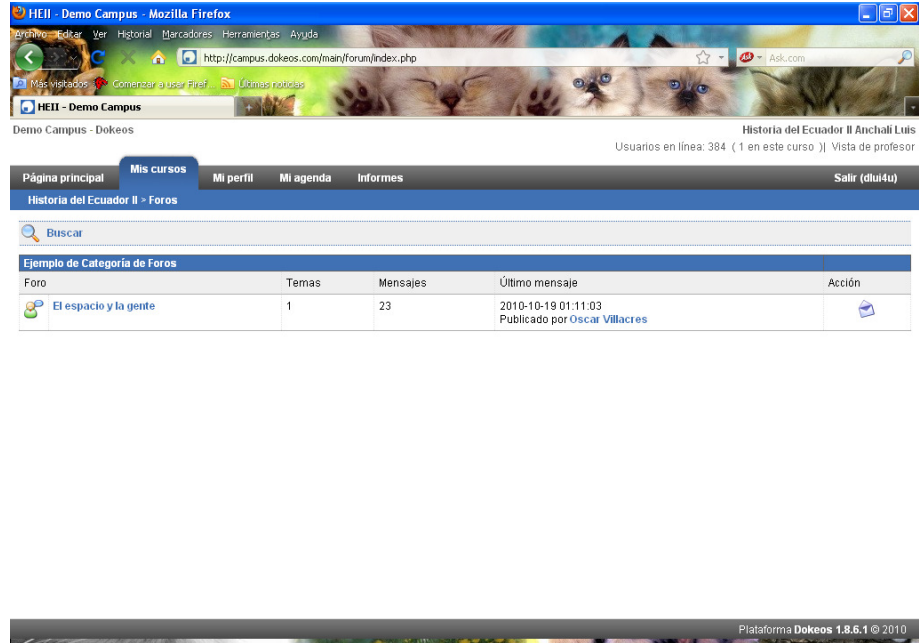 HEII - Demo Campus - Mozilla Firefox
Archivo Editar Ver Historial Marcadores Herramientas Ayuda
http://campus.dokeos.com/main/forum/index.php
Ask.com
Más visitados Comenzar a usar Firef... Últimas noticias
HEII - Demo Campus
Demo Campus - Dokeos
Historia del Ecuador II Anchalí Luis
Usuarios en línea: 384 ( 1 en este curso )| Vista de profesor
Página principal Mis cursos Mi perfil Mi agenda Informes Salir (dlui4u)
Historia del Ecuador II > Foros
Buscar
Ejemplo de Categoría de Foros
Foro Temas Mensajes Último mensaje Acción
El espacio y la gente 1 23 2010-10-19 01:11:03
Publicado por Oscar Villacres
Plataforma Dokeos 1.8.6.1 © 2010